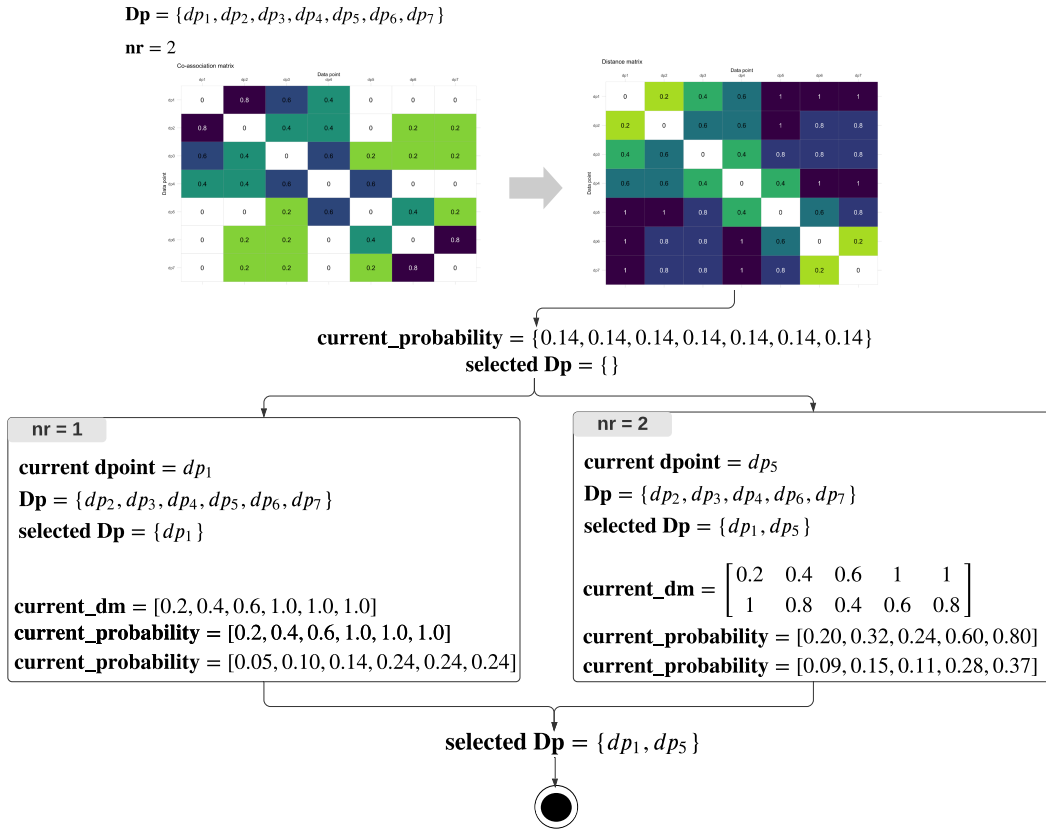 Dp = {dp₁, dp₂, dp₃, dp₄, dp₅, dp₆, dp₇}
nr = 2
Co-association matrix
Data point
dp1 dp2 dp3 dp4 dp5 dp6 dp7
Data point
dp1 0 0.8 0.6 0.4 0 0 0
dp2 0.8 0 0.4 0.4 0 0.2 0.2
dp3 0.6 0.4 0 0.6 0.2 0.2 0.2
dp4 0.4 0.4 0.6 0 0.6 0 0
dp5 0 0 0.2 0.6 0 0.4 0.2
dp6 0 0.2 0.2 0 0.4 0 0.8
dp7 0 0.2 0.2 0 0.2 0.8 0
Distance matrix
Data point
dp1 dp2 dp3 dp4 dp5 dp6 dp7
Data point
dp1 0 0.2 0.4 0.6 1 1 1
dp2 0.2 0 0.6 0.6 1 0.8 0.8
dp3 0.4 0.6 0 0.4 0.8 0.8 0.8
dp4 0.6 0.6 0.4 0 0.4 1 1
dp5 1 1 0.8 0.4 0 0.6 0.8
dp6 1 0.8 0.8 1 0.6 0 0.2
dp7 1 0.8 0.8 1 0.8 0.2 0
current_probability = {0.14, 0.14, 0.14, 0.14, 0.14, 0.14, 0.14}
selected Dp = {}
nr = 1
current dpoint = dp₁
Dp = {dp₂, dp₃, dp₄, dp₅, dp₆, dp₇}
selected Dp = {dp₁}
current_dm = [0.2, 0.4, 0.6, 1.0, 1.0, 1.0]
current_probability = [0.2, 0.4, 0.6, 1.0, 1.0, 1.0]
current_probability = [0.05, 0.10, 0.14, 0.24, 0.24, 0.24]
nr = 2
current dpoint = dp₅
Dp = {dp₂, dp₃, dp₄, dp₆, dp₇}
selected Dp = {dp₁, dp₅}
current_dm = [0.2 0.4 0.6 1 1
1 0.8 0.4 0.6 0.8]
current_probability = [0.20, 0.32, 0.24, 0.60, 0.80]
current_probability = [0.09, 0.15, 0.11, 0.28, 0.37]
selected Dp = {dp₁, dp₅}